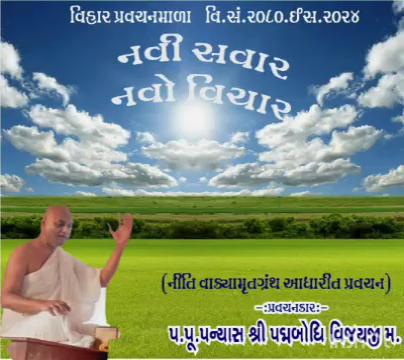 વિહાર પ્રવચનમાળા વિ.સં.૨૦૮૦.ઈસ.૨૦૨૪
નવી સવાર
નવો વિચાર
(નીતિ વાક્યામૃતગ્રંથ આધારીત પ્રવચન)
-:પ્રવચનકાર:-
પ.પૂ.પન્યાસ શ્રી પદ્મબોધિ વિજયજી મ.